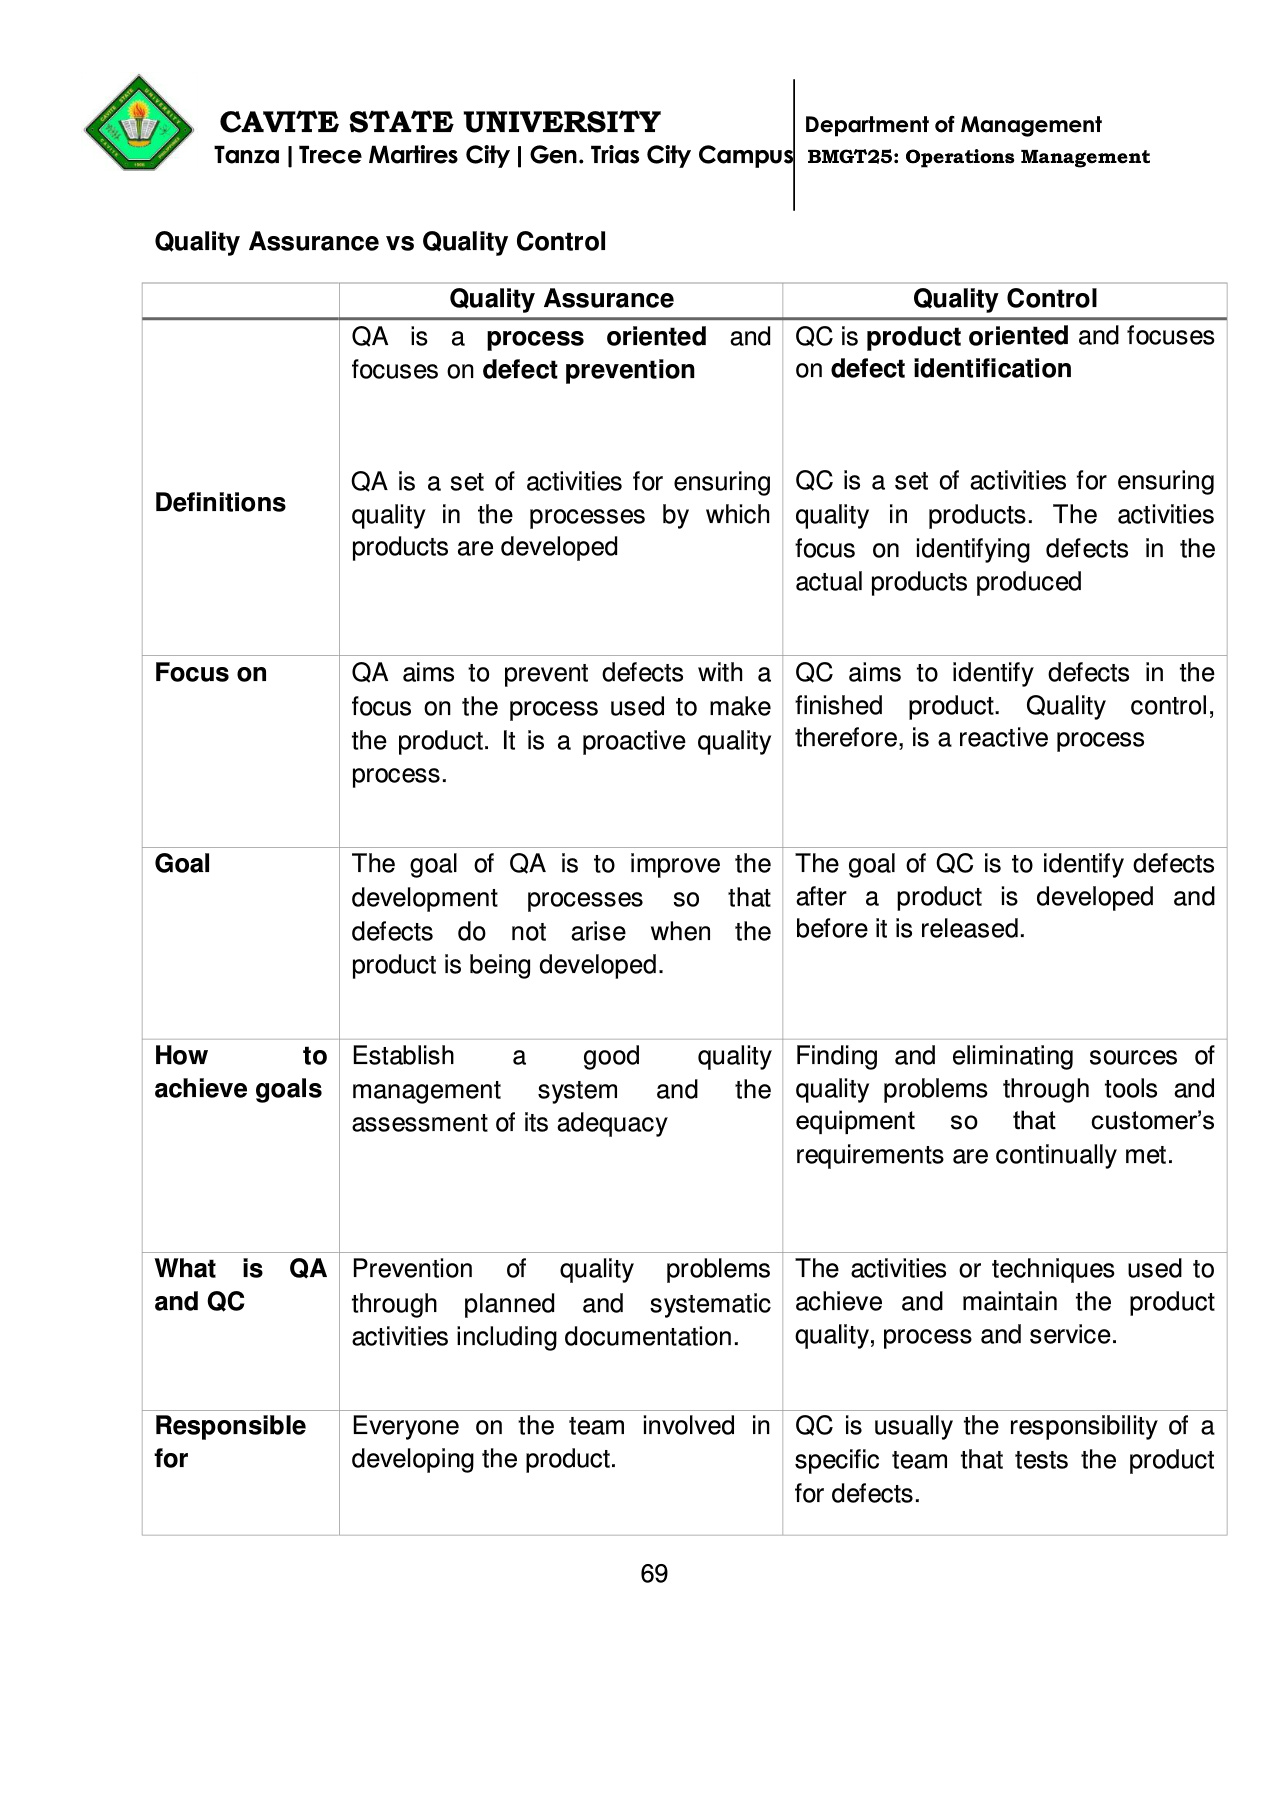 CAVITE STATE UNIVERSITY
Tanza | Trece Martires City | Gen. Trias City Campus
Department of Management
BMGT25: Operations Management
Quality Assurance vs Quality Control
Quality Assurance
Quality Control
Definitions
QA is a process oriented and
focuses on defect prevention
QA is a set of activities for ensuring
quality in the processes by which
products are developed
QC is product oriented and focuses
on defect identification
QC is a set of activities for ensuring
quality in products. The activities
focus on identifying defects in the
actual products produced
Focus on
QA aims to prevent defects with a
focus on the process used to make
the product. It is a proactive quality
process.
QC aims to identify defects in the
finished product. Quality control,
therefore, is a reactive process
Goal
The goal of QA is to improve the
development processes so that
defects do not arise when the
product is being developed.
The goal of QC is to identify defects
after a product is developed and
before it is released.
How to
achieve goals
Establish a good quality
management system and the
assessment of its adequacy
Finding and eliminating sources of
quality problems through tools and
equipment so that customer’s
requirements are continually met.
What is QA
and QC
Prevention of quality problems
through planned and systematic
activities including documentation.
The activities or techniques used to
achieve and maintain the product
quality, process and service.
Responsible
for
Everyone on the team involved in
developing the product.
QC is usually the responsibility of a
specific team that tests the product
for defects.
69